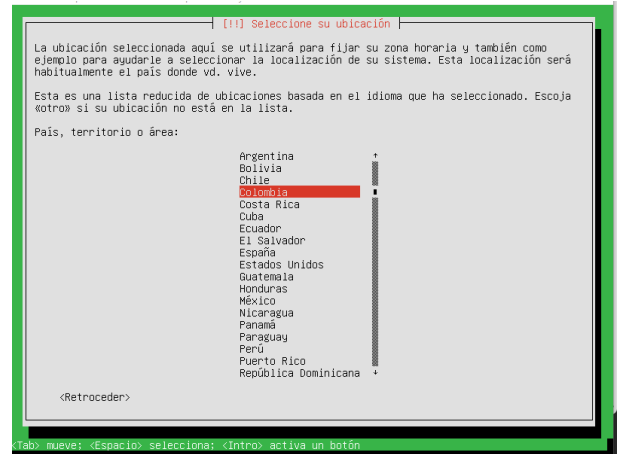 [!!] Seleccione su ubicación
La ubicación seleccionada aquí se utilizará para fijar su zona horaria y también como
ejemplo para ayudarle a seleccionar la localización de su sistema. Esta localización será
habitualmente el país donde vd. vive.
Esta es una lista reducida de ubicaciones basada en el idioma que ha seleccionado. Escoja
«otro» si su ubicación no está en la lista.
País, territorio o área:
Argentina
Bolivia
Chile
Colombia
Costa Rica
Cuba
Ecuador
El Salvador
España
Estados Unidos
Guatemala
Honduras
México
Nicaragua
Panamá
Paraguay
Perú
Puerto Rico
República Dominicana
<Retroceder>
<Tab> mueve; <Espacio> selecciona; <Intro> activa un botón